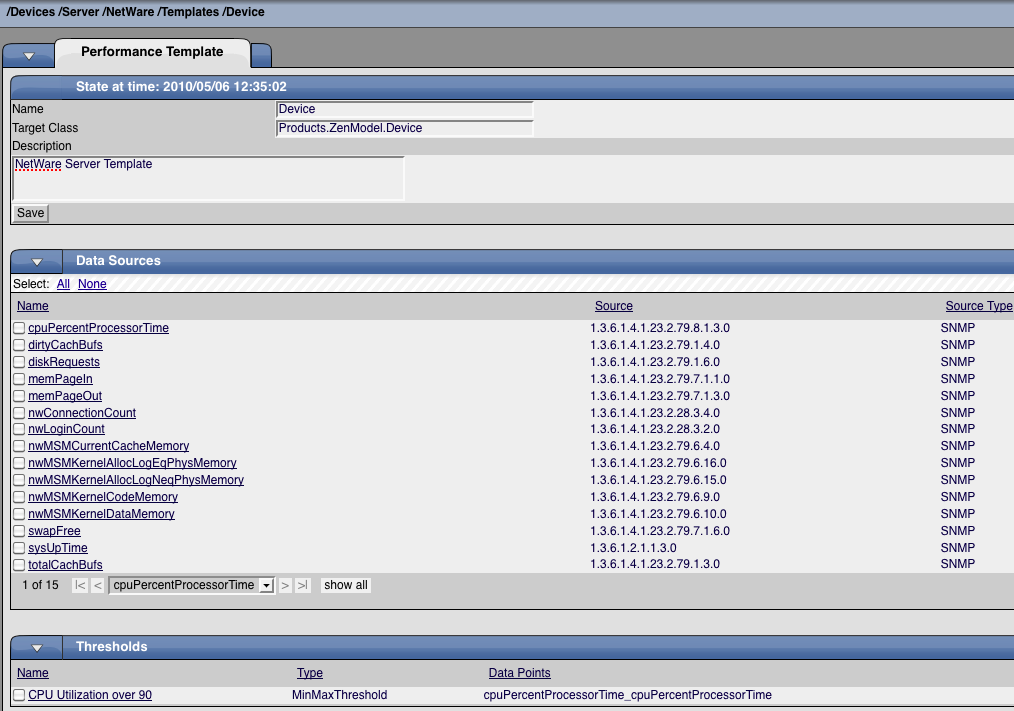 /Devices /Server /NetWare /Templates /Device
Performance Template
State at time: 2010/05/06 12:35:02
Name Device
Target Class Products.ZenModel.Device
Description
NetWare Server Template
Save
Data Sources
Select: All None
Name Source Source Type
cpuPercentProcessorTime 1.3.6.1.4.1.23.2.79.8.1.3.0 SNMP
dirtyCachBufs 1.3.6.1.4.1.23.2.79.1.4.0 SNMP
diskRequests 1.3.6.1.4.1.23.2.79.1.6.0 SNMP
memPageIn 1.3.6.1.4.1.23.2.79.7.1.1.0 SNMP
memPageOut 1.3.6.1.4.1.23.2.79.7.1.3.0 SNMP
nwConnectionCount 1.3.6.1.4.1.23.2.28.3.4.0 SNMP
nwLoginCount 1.3.6.1.4.1.23.2.28.3.2.0 SNMP
nwMSMCurrentCacheMemory 1.3.6.1.4.1.23.2.79.6.4.0 SNMP
nwMSMKernelAllocLogEqPhysMemory 1.3.6.1.4.1.23.2.79.6.16.0 SNMP
nwMSMKernelAllocLogNeqPhysMemory 1.3.6.1.4.1.23.2.79.6.15.0 SNMP
nwMSMKernelCodeMemory 1.3.6.1.4.1.23.2.79.6.9.0 SNMP
nwMSMKernelDataMemory 1.3.6.1.4.1.23.2.79.6.10.0 SNMP
swapFree 1.3.6.1.4.1.23.2.79.7.1.6.0 SNMP
sysUpTime 1.3.6.1.2.1.1.3.0 SNMP
totalCachBufs 1.3.6.1.4.1.23.2.79.1.3.0 SNMP
1 of 15 |< < cpuPercentProcessorTime > >| show all
Thresholds
Name Type Data Points
CPU Utilization over 90 MinMaxThreshold cpuPercentProcessorTime_cpuPercentProcessorTime